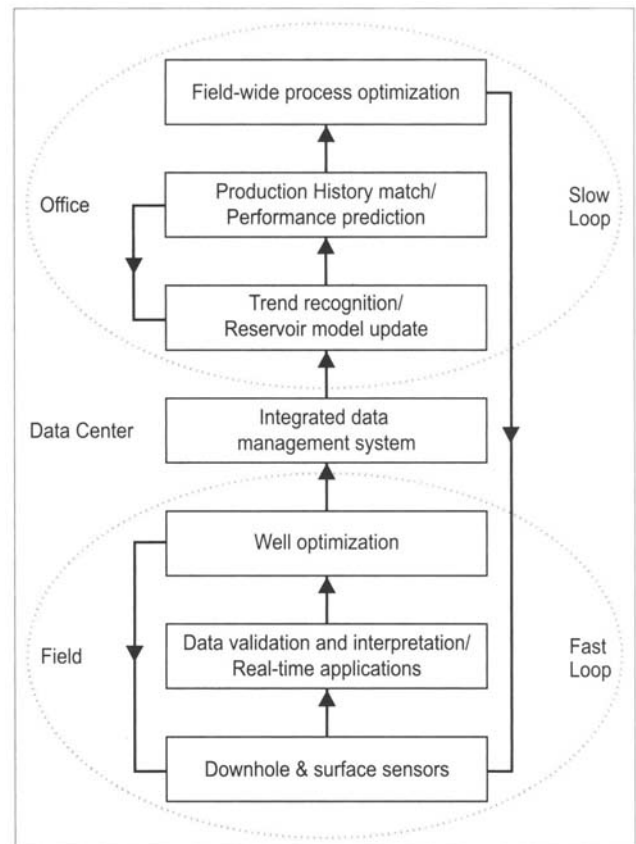 Field-wide process optimization
Office
Production History match/
Performance prediction
Slow
Loop
Trend recognition/
Reservoir model update
Data Center
Integrated data
management system
Well optimization
Field
Data validation and interpretation/
Real-time applications
Fast
Loop
Downhole & surface sensors